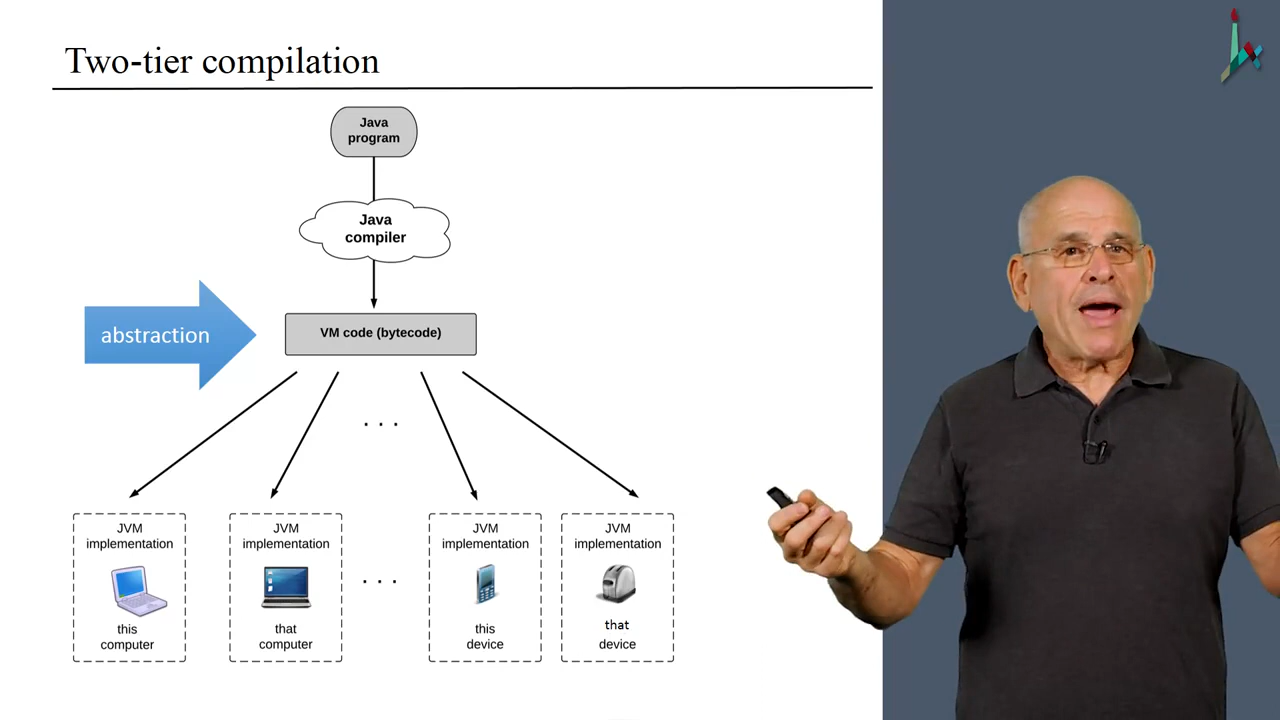 Two-tier compilation
Java
program
Java
compiler
abstraction
VM code (bytecode)
. . .
JVM
implementation
this
computer
JVM
implementation
that
computer
. . .
JVM
implementation
this
device
JVM
implementation
that
device